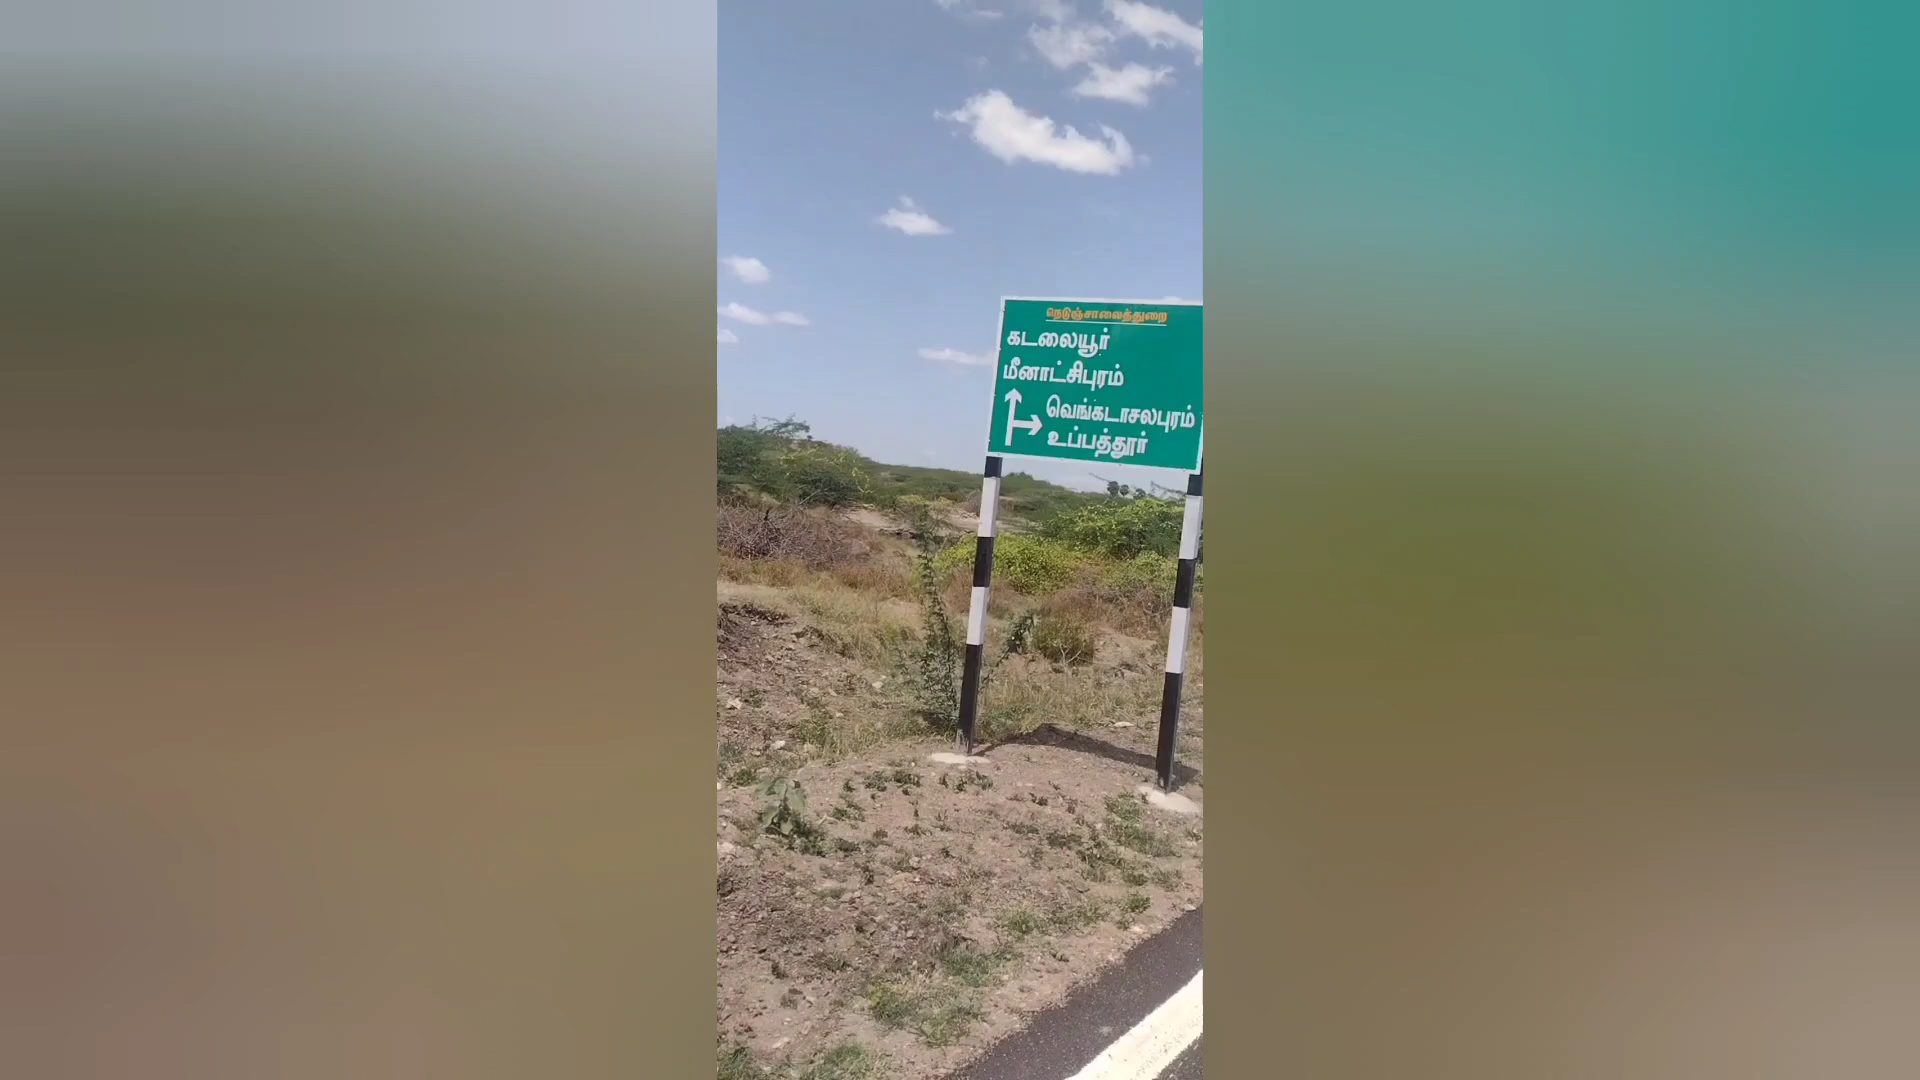 நெடுஞ்சாலைத்துறை
கடலையூர்
மீனாட்சிபுரம்
வெங்கடாசலபுரம்
உப்பத்தூர்